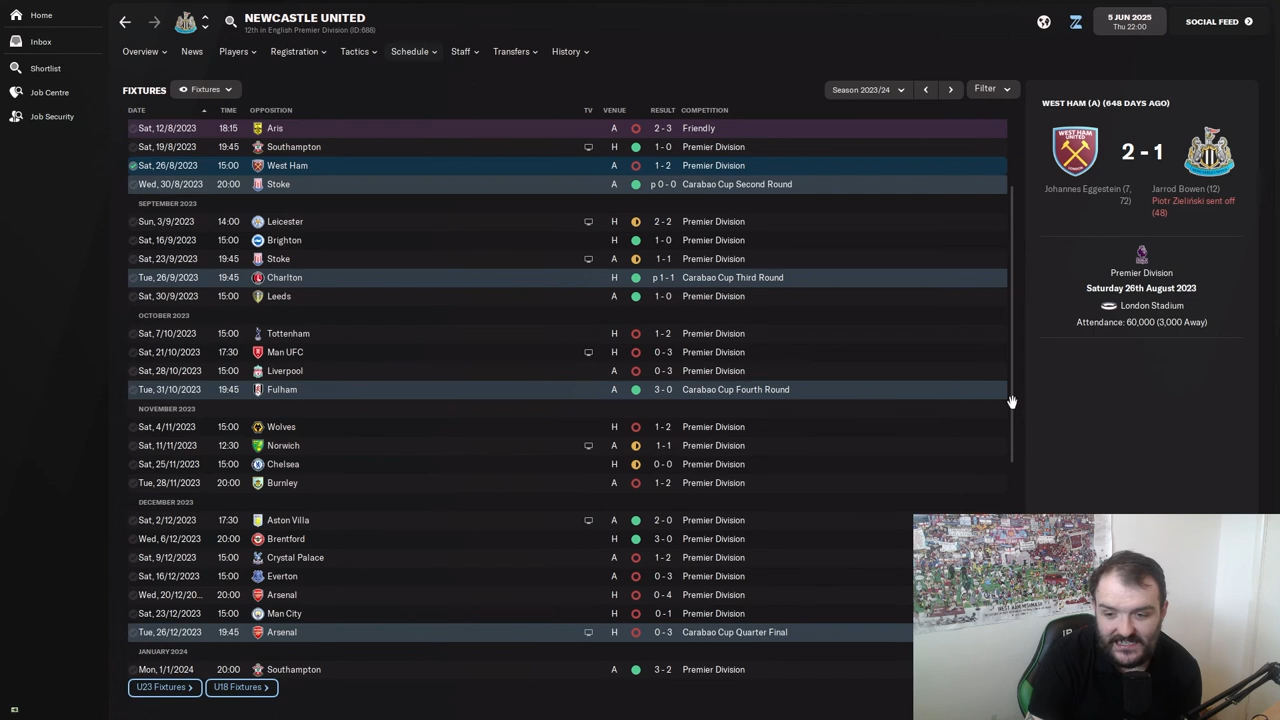 Home
Inbox
Shortlist
Job Centre
Job Security
NEWCASTLE UNITED
12th in English Premier Division (ID:688)
5 JUN 2025
Thu 22:00
SOCIAL FEED
Overview News Players Registration Tactics Schedule Staff Transfers History
FIXTURES Fixtures Season 2023/24 Filter
DATE TIME OPPOSITION TV VENUE RESULT COMPETITION
Sat, 12/8/2023 18:15 Aris A 2 - 3 Friendly
Sat, 19/8/2023 19:45 Southampton H 1 - 0 Premier Division
Sat, 26/8/2023 15:00 West Ham A 1 - 2 Premier Division
Wed, 30/8/2023 20:00 Stoke A p 0 - 0 Carabao Cup Second Round
SEPTEMBER 2023
Sun, 3/9/2023 14:00 Leicester H 2 - 2 Premier Division
Sat, 16/9/2023 15:00 Brighton H 1 - 0 Premier Division
Sat, 23/9/2023 19:45 Stoke A 1 - 1 Premier Division
Tue, 26/9/2023 19:45 Charlton H p 1 - 1 Carabao Cup Third Round
Sat, 30/9/2023 15:00 Leeds H 1 - 0 Premier Division
OCTOBER 2023
Sat, 7/10/2023 15:00 Tottenham H 1 - 2 Premier Division
Sat, 21/10/2023 17:30 Man UFC H 0 - 3 Premier Division
Sat, 28/10/2023 15:00 Liverpool A 0 - 3 Premier Division
Tue, 31/10/2023 19:45 Fulham A 3 - 0 Carabao Cup Fourth Round
NOVEMBER 2023
Sat, 4/11/2023 15:00 Wolves H 1 - 2 Premier Division
Sat, 11/11/2023 12:30 Norwich A 1 - 1 Premier Division
Sat, 25/11/2023 15:00 Chelsea H 0 - 0 Premier Division
Tue, 28/11/2023 20:00 Burnley A 1 - 2 Premier Division
DECEMBER 2023
Sat, 2/12/2023 17:30 Aston Villa A 2 - 0 Premier Division
Wed, 6/12/2023 20:00 Brentford H 3 - 0 Premier Division
Sat, 9/12/2023 15:00 Crystal Palace A 1 - 2 Premier Division
Sat, 16/12/2023 15:00 Everton A 0 - 3 Premier Division
Wed, 20/12/20... 20:00 Arsenal H 0 - 4 Premier Division
Sat, 23/12/2023 15:00 Man City H 0 - 1 Premier Division
Tue, 26/12/2023 19:45 Arsenal H 0 - 3 Carabao Cup Quarter Final
JANUARY 2024
Mon, 1/1/2024 20:00 Southampton A 3 - 2 Premier Division
U23 Fixtures U18 Fixtures
WEST HAM (A) (648 DAYS AGO)
2 - 1
Johannes Eggestein (7, 72)
Jarrod Bowen (12)
Piotr Zieliński sent off (48)
Premier Division
Saturday 26th August 2023
London Stadium
Attendance: 60,000 (3,000 Away)